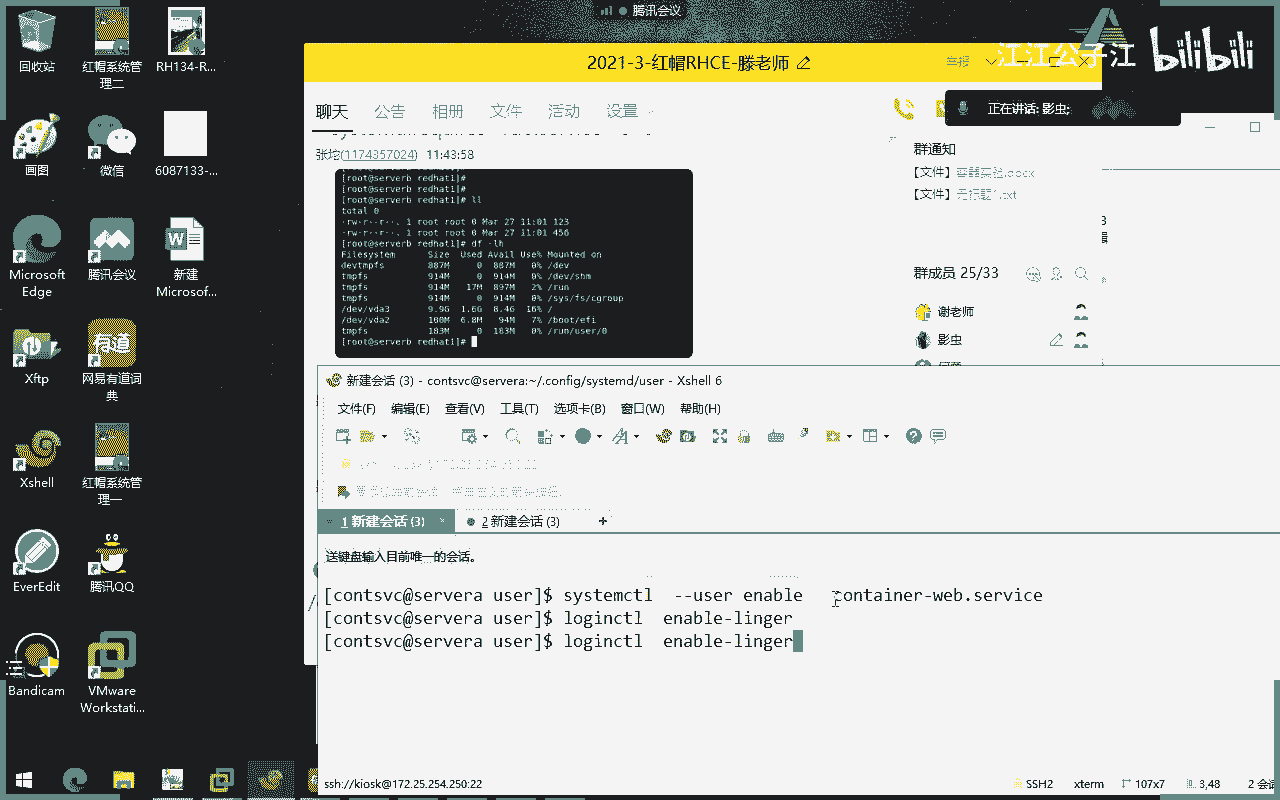 腾讯会议
回收站
红帽系统管
理二
RH134-R...
画图
微信
6087133-...
Microsoft
Edge
腾讯会议
新建
Microsof...
Xftp
网易有道词
典
Xshell
红帽系统管
理一
EverEdit
腾讯QQ
Bandicam
VMware
Workstati...
2021-3-红帽RHCE-滕老师
举报
江江公子江
bilibili
正在讲话: 影虫;
聊天 公告 相册 文件 活动 设置
(1174857024) 11:43:58
[root@serverb redhat1]#
[root@serverb redhat1]#
[root@serverb redhat1]# ll
total 0
-rw-r--r--. 1 root root 0 Mar 27 11:01 123
-rw-r--r--. 1 root root 0 Mar 27 11:01 456
[root@serverb redhat1]# df -lh
Filesystem Size Used Avail Use% Mounted on
devtmpfs 887M 0 887M 0% /dev
tmpfs 914M 0 914M 0% /dev/shm
tmpfs 914M 17M 897M 2% /run
tmpfs 914M 0 914M 0% /sys/fs/cgroup
/dev/vda3 9.9G 1.6G 8.4G 16% /
/dev/vda2 100M 6.8M 94M 7% /boot/efi
tmpfs 183M 0 183M 0% /run/user/0
[root@serverb redhat1]#
群通知
【文件】容器实验.docx
【文件】无标题1.txt
群成员 25/33
谢老师
影虫
新建会话 (3) - contsvc@servera:~/.config/systemd/user - Xshell 6
文件(F) 编辑(E) 查看(V) 工具(T) 选项卡(B) 窗口(W) 帮助(H)
1 新建会话 (3) × 2 新建会话 (3) +
送键盘输入目前唯一的会话。
[contsvc@servera user]$ systemctl --user enable container-web.service
[contsvc@servera user]$ loginctl enable-linger
[contsvc@servera user]$ loginctl enable-linger
ssh://kiosk@172.25.254.250:22 SSH2 xterm 107x7 3,48 2 会话